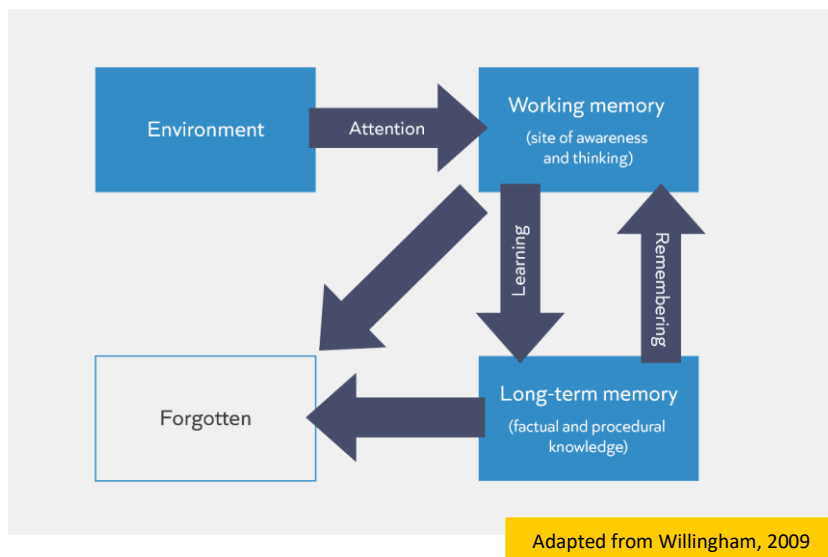 Environment
Attention
Working memory
(site of awareness
and thinking)
Learning
Remembering
Forgotten
Long-term memory
(factual and procedural
knowledge)
Adapted from Willingham, 2009